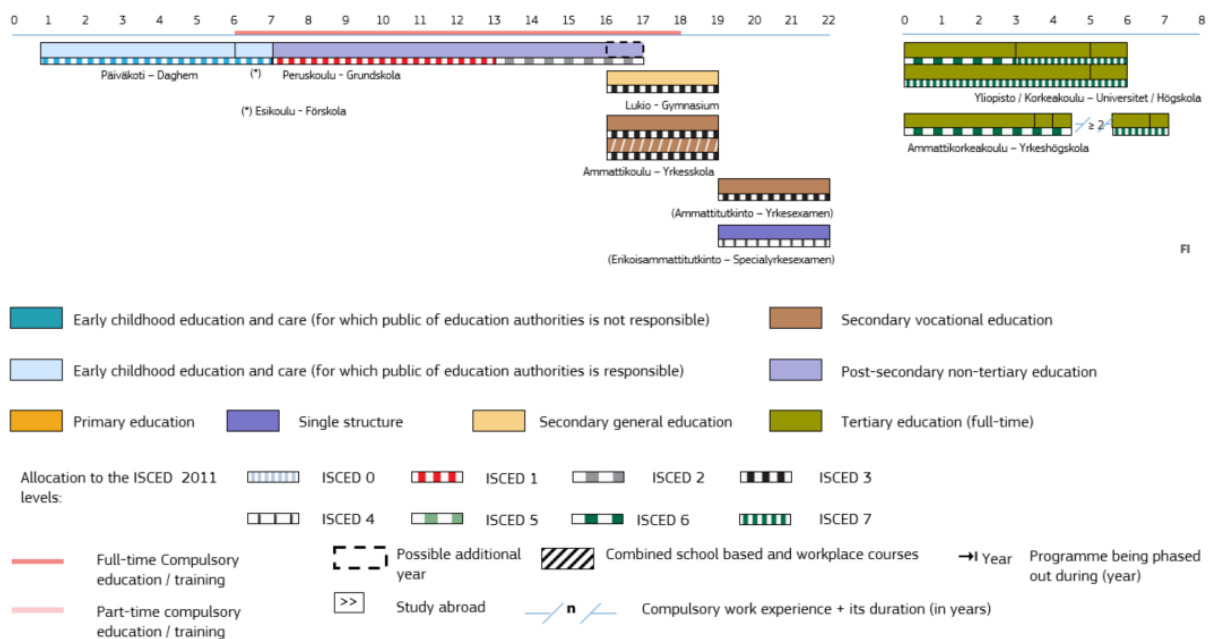 0 1 2 3 4 5 6 7 8 9 10 11 12 13 14 15 16 17 18 19 20 21 22 0 1 2 3 4 5 6 7 8
Päiväkoti – Daghem (*) Peruskoulu - Grundskola
Yliopisto / Korkeakoulu – Universitet / Högskola
(*) Esikoulu - Förskola
Lukio - Gymnasium
≥ 2
Ammattikorkeakoulu – Yrkeshögskola
Ammattikoulu – Yrkesskola
(Ammattitutkinto – Yrkesexamen)
FI
(Erikoisammattitutkinto – Specialyrkesexamen)
Early childhood education and care (for which public of education authorities is not responsible) Secondary vocational education
Early childhood education and care (for which public of education authorities is responsible) Post-secondary non-tertiary education
Primary education Single structure Secondary general education Tertiary education (full-time)
Allocation to the ISCED 2011 levels: ISCED 0 ISCED 1 ISCED 2 ISCED 3
ISCED 4 ISCED 5 ISCED 6 ISCED 7
Full-time Compulsory education / training
Possible additional year
Combined school based and workplace courses
Year Programme being phased out during (year)
Part-time compulsory education / training
>> Study abroad
n Compulsory work experience + its duration (in years)